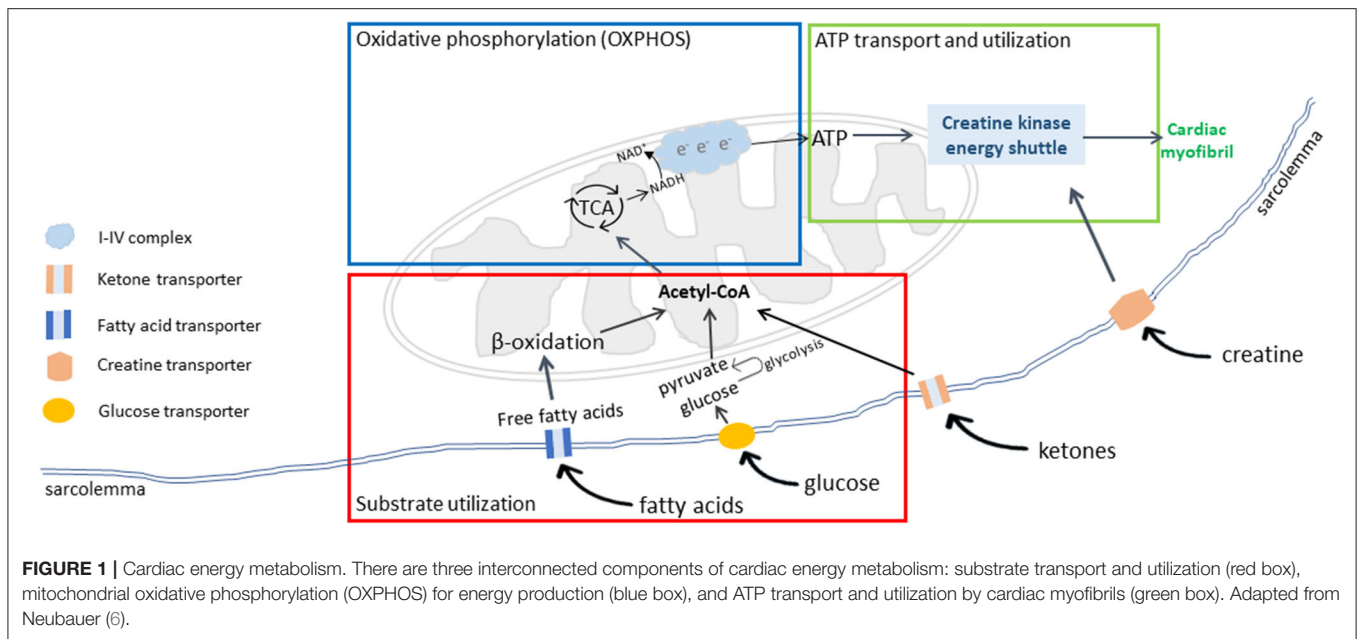 Oxidative phosphorylation (OXPHOS)
ATP transport and utilization
e⁻ e⁻ e⁻
NAD⁺
NADH
TCA
ATP
Creatine kinase
energy shuttle
Cardiac
myofibril
sarcolemma
I-IV complex
Ketone transporter
Fatty acid transporter
Creatine transporter
Glucose transporter
Acetyl-CoA
β-oxidation
pyruvate
glycolysis
glucose
Free fatty acids
creatine
ketones
glucose
fatty acids
sarcolemma
Substrate utilization
FIGURE 1 | Cardiac energy metabolism. There are three interconnected components of cardiac energy metabolism: substrate transport and utilization (red box),
mitochondrial oxidative phosphorylation (OXPHOS) for energy production (blue box), and ATP transport and utilization by cardiac myofibrils (green box). Adapted from
Neubauer (6).